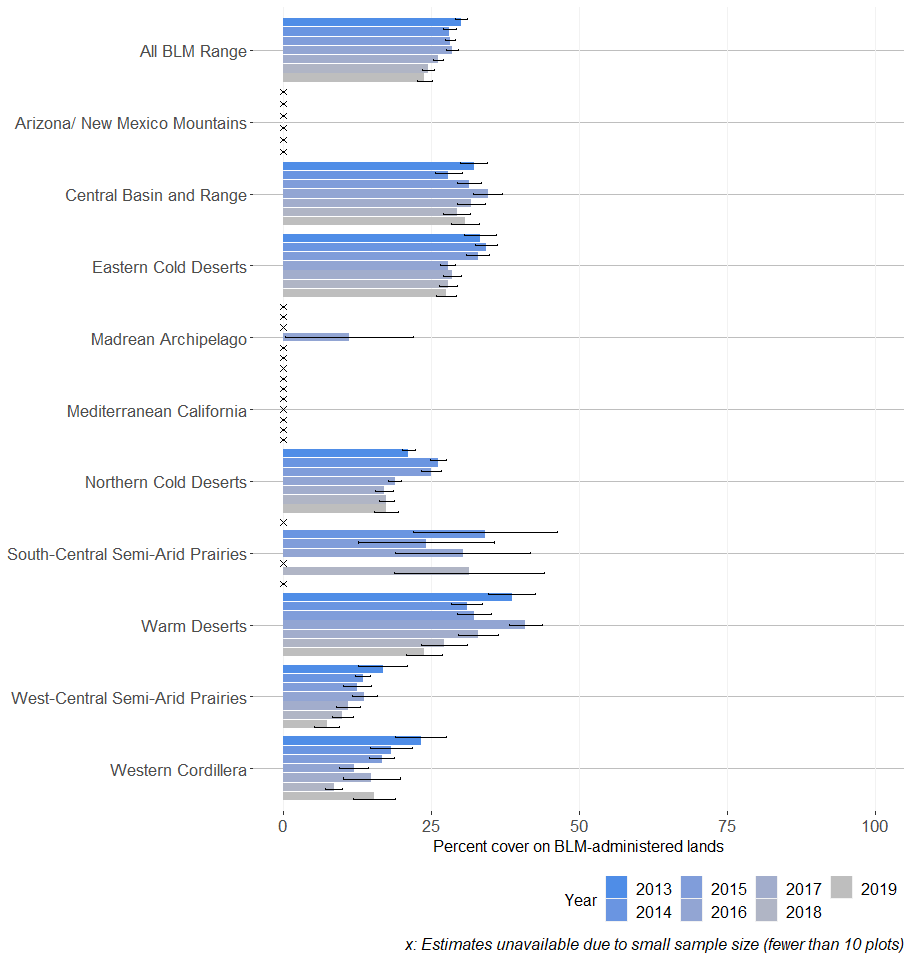 All BLM Range
Arizona/ New Mexico Mountains
Central Basin and Range
Eastern Cold Deserts
Madrean Archipelago
Mediterranean California
Northern Cold Deserts
South-Central Semi-Arid Prairies
Warm Deserts
West-Central Semi-Arid Prairies
Western Cordillera
0 25 50 75 100
Percent cover on BLM-administered lands
Year
2013 2015 2017 2019
2014 2016 2018
x: Estimates unavailable due to small sample size (fewer than 10 plots)